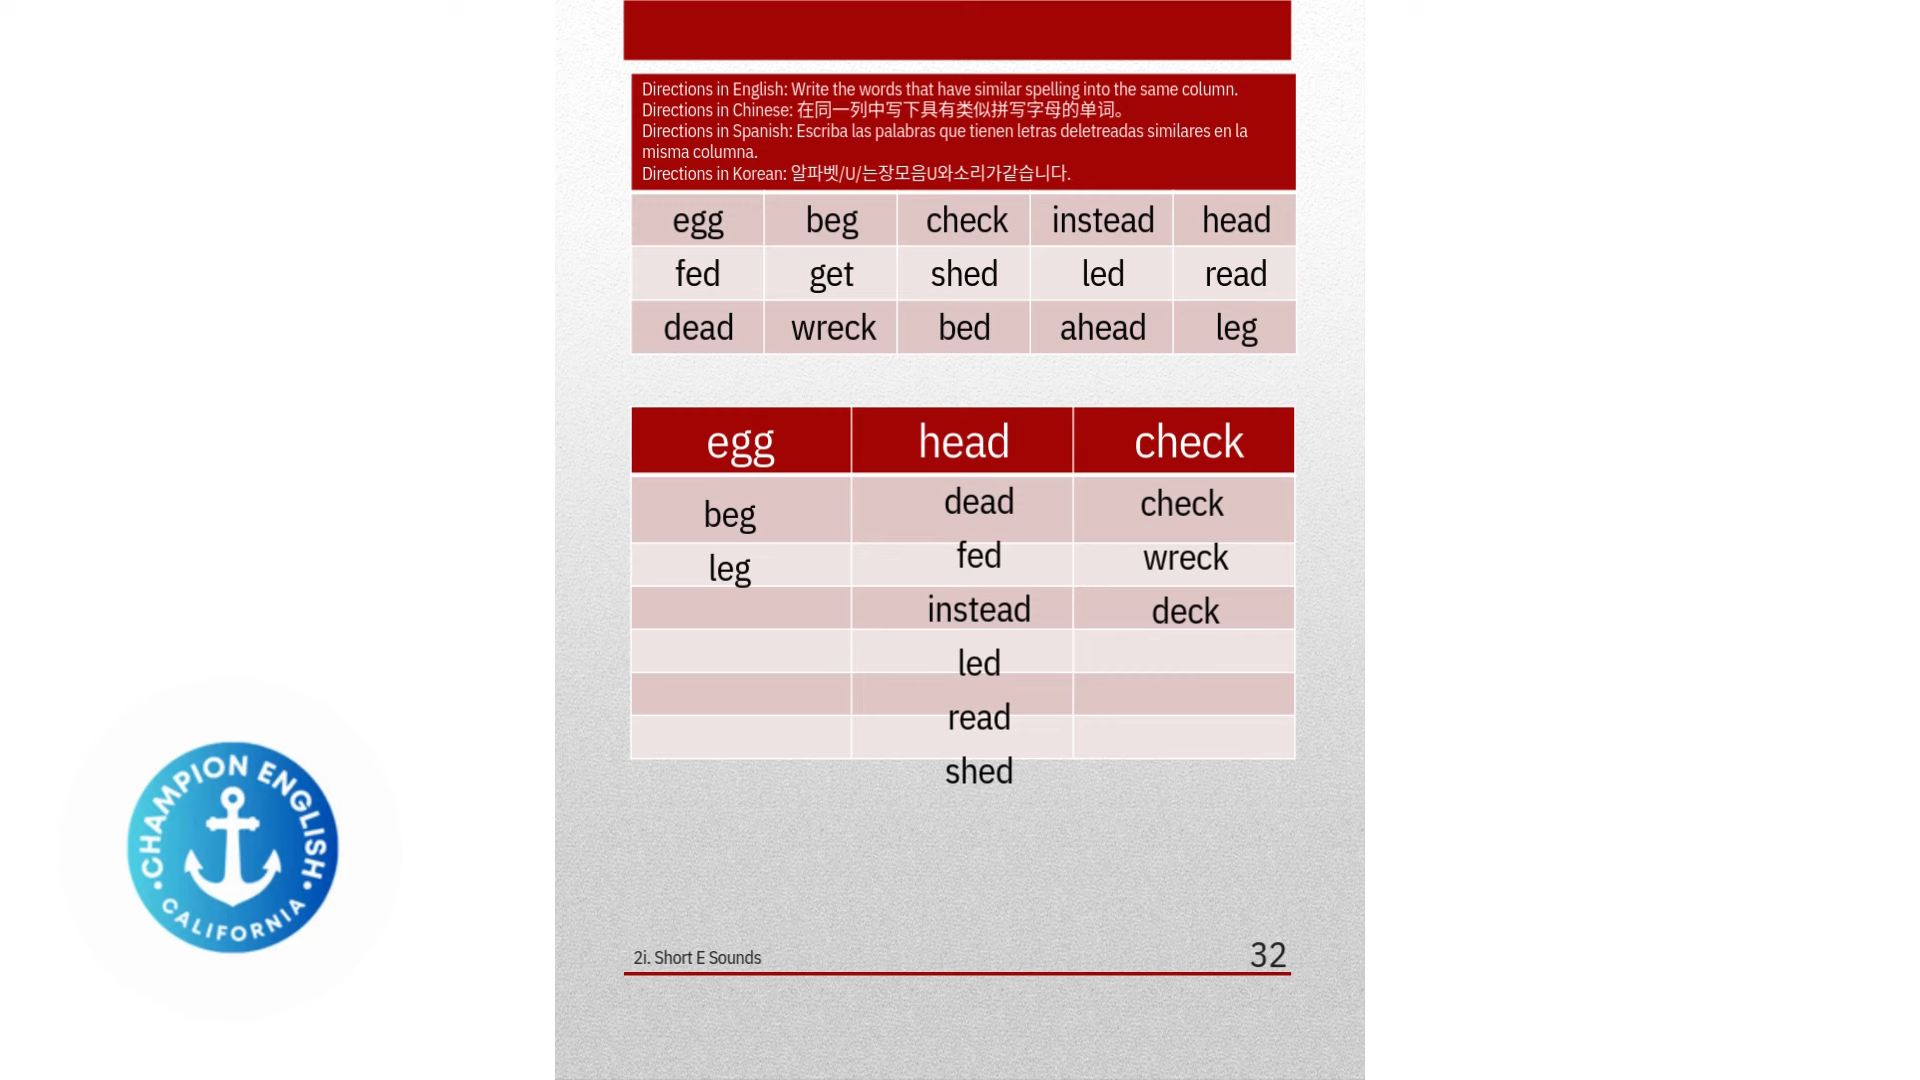 Directions in English: Write the words that have similar spelling into the same column.
Directions in Chinese: 在同一列中写下具有类似拼写字母的单词。
Directions in Spanish: Escriba las palabras que tienen letras deletreadas similares en la
misma columna.
Directions in Korean: 알파벳/U/는장모음U와소리가같습니다.
egg beg check instead head
fed get shed led read
dead wreck bed ahead leg
egg head check
beg dead check
leg fed wreck
instead deck
led
read
shed
CHAMPION ENGLISH
CALIFORNIA
2i. Short E Sounds 32